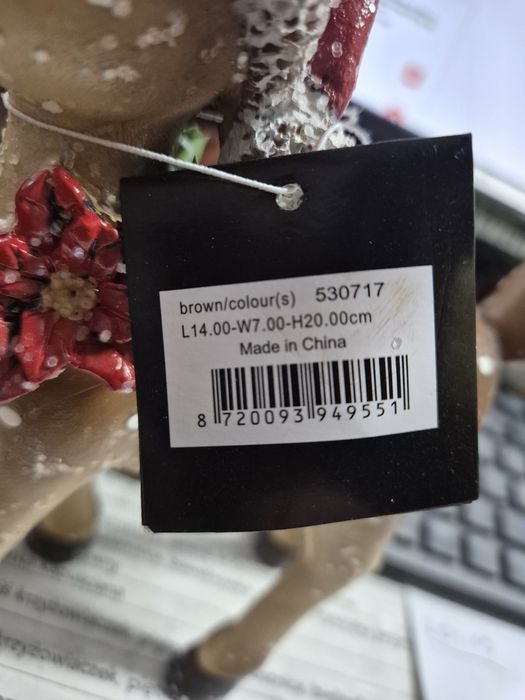 brown/colour(s) 530717
L14.00-W7.00-H20.00cm
Made in China
8 720093 949551